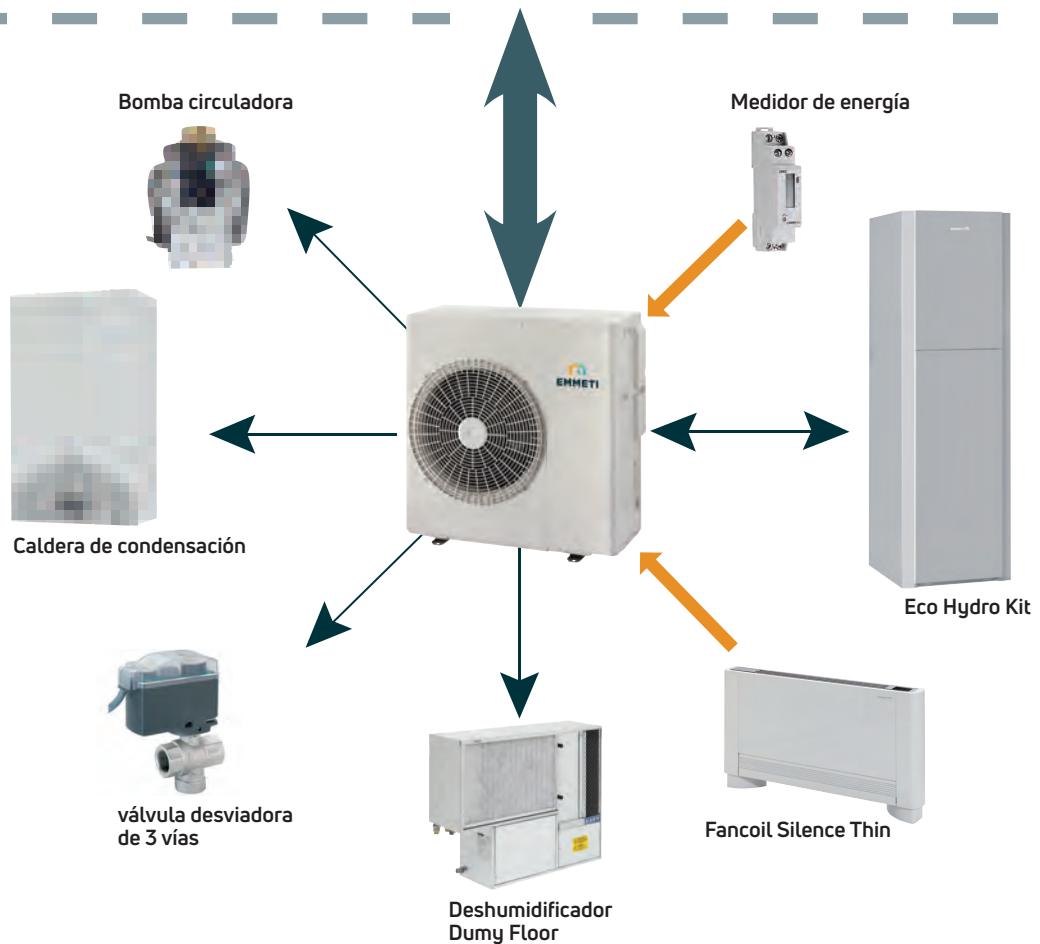 Bomba circuladora
Medidor de energía
EMMETI
Caldera de condensación
Eco Hydro Kit
válvula desviadora
de 3 vías
Fancoil Silence Thin
Deshumidificador
Dumy Floor